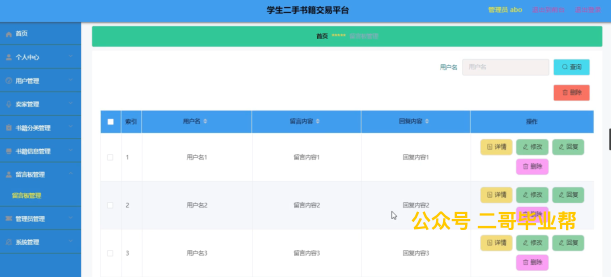 学生二手书籍交易平台
管理员 abo
首页
个人中心
用户管理
卖家管理
书籍分类管理
书籍信息管理
留言板管理
留言板管理
管理员管理
系统管理
首页 *****
用户名 用户名 查询
删除
索引 用户名 留言内容 回复内容 操作
1 用户名1 留言内容1 回复内容1 详情 修改 回复
删除
2 用户名2 留言内容2 回复内容2 详情 修改 回复
删除
公众号 二哥毕业帮
3 用户名3 留言内容3 回复内容3 详情 修改 回复
删除